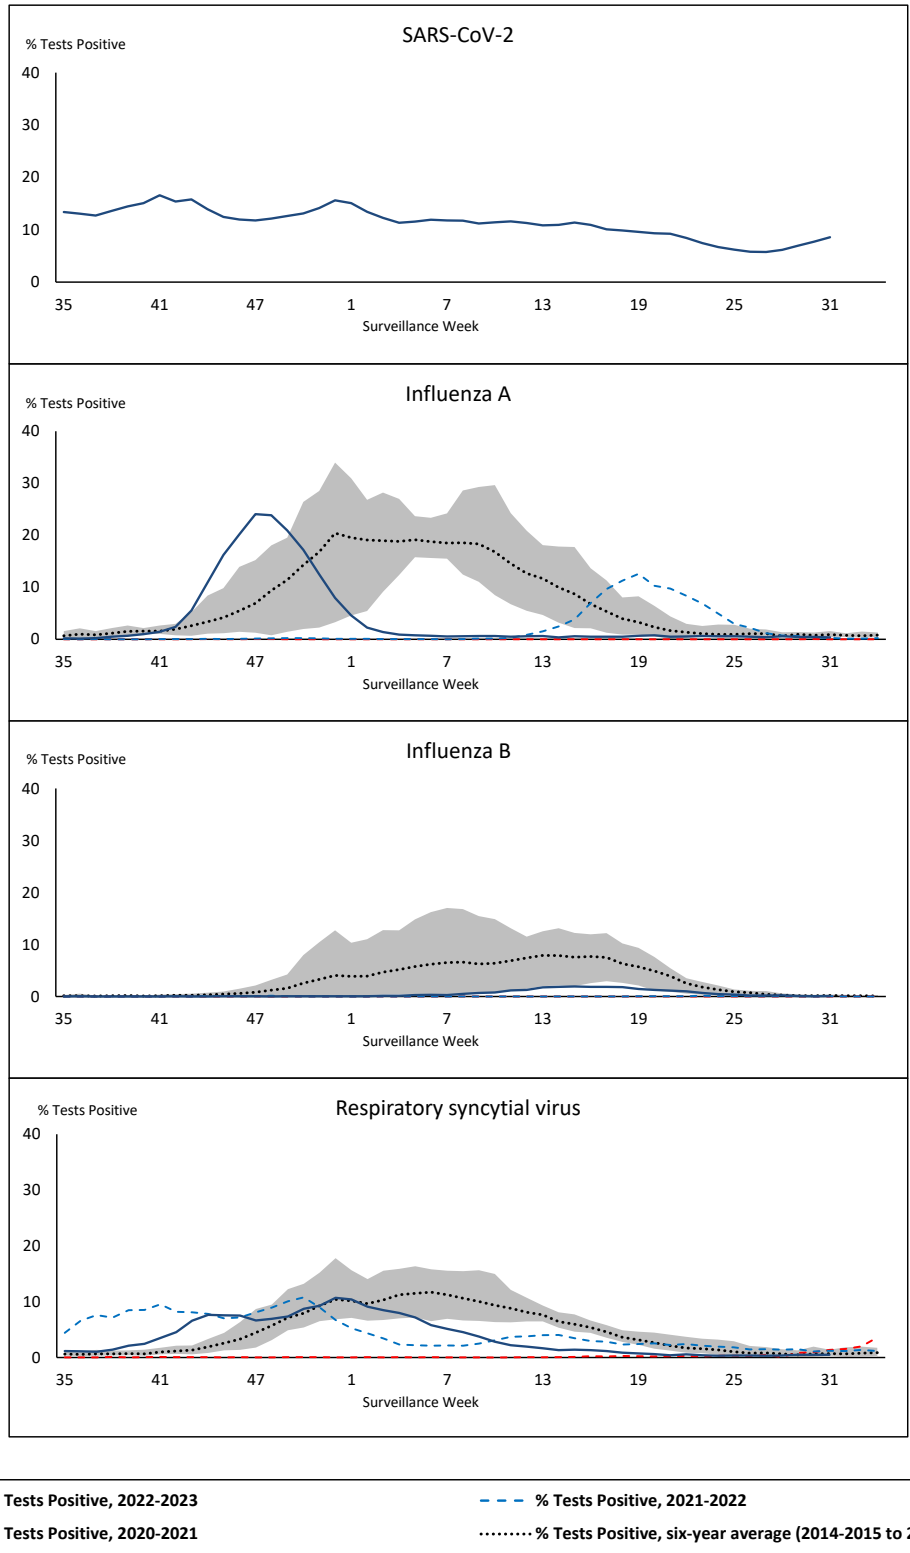 SARS-CoV-2
% Tests Positive
40
30
20
10
0
35 41 47 1 7 13 19 25 31
Surveillance Week
Influenza A
% Tests Positive
40
30
20
10
0
35 41 47 1 7 13 19 25 31
Surveillance Week
Influenza B
% Tests Positive
40
30
20
10
0
35 41 47 1 7 13 19 25 31
Surveillance Week
Respiratory syncytial virus
% Tests Positive
40
30
20
10
0
35 41 47 1 7 13 19 25 31
Surveillance Week
Tests Positive, 2022-2023 % Tests Positive, 2021-2022
Tests Positive, 2020-2021 % Tests Positive, six-year average (2014-2015 to 2